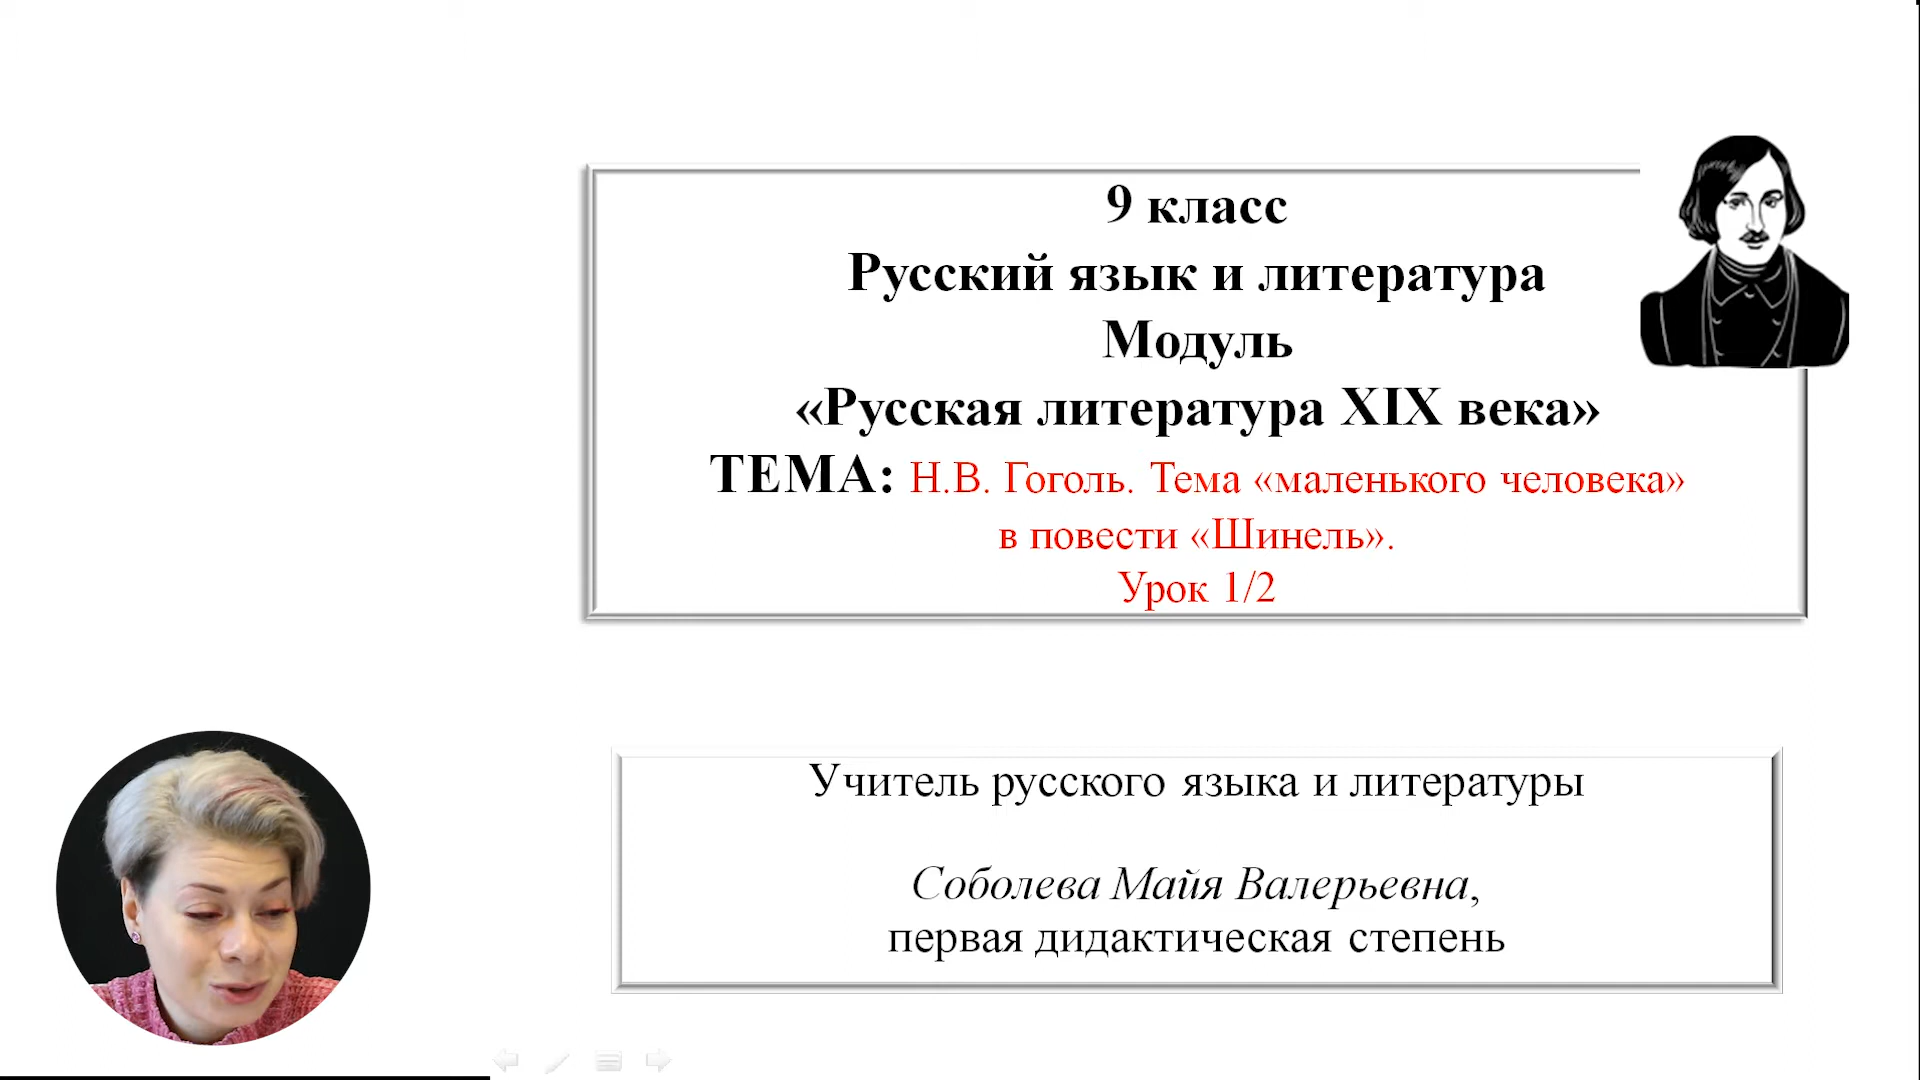 9 класс
Русский язык и литература
Модуль
«Русская литература XIX века»
ТЕМА: Н.В. Гоголь. Тема «маленького человека»
в повести «Шинель».
Урок 1/2
Учитель русского языка и литературы
Соболева Майя Валерьевна,
первая дидактическая степень